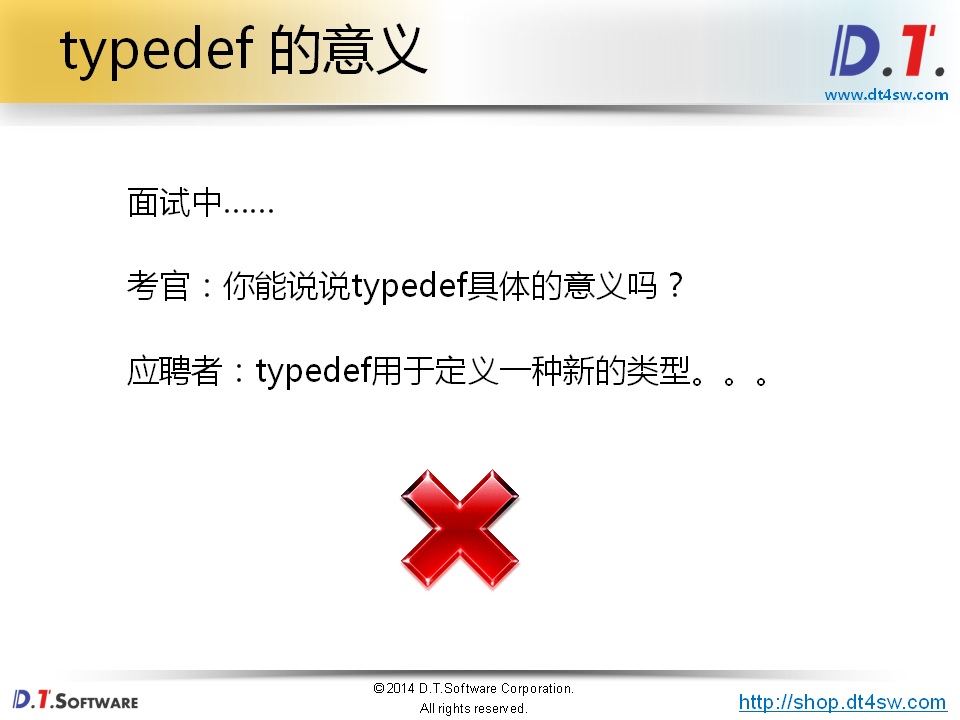 typedef 的意义
D.T.
www.dt4sw.com
面试中……
考官：你能说说typedef具体的意义吗？
应聘者：typedef用于定义一种新的类型。。。
D.T.SOFTWARE
©2014 D.T.Software Corporation.
All rights reserved.
http://shop.dt4sw.com